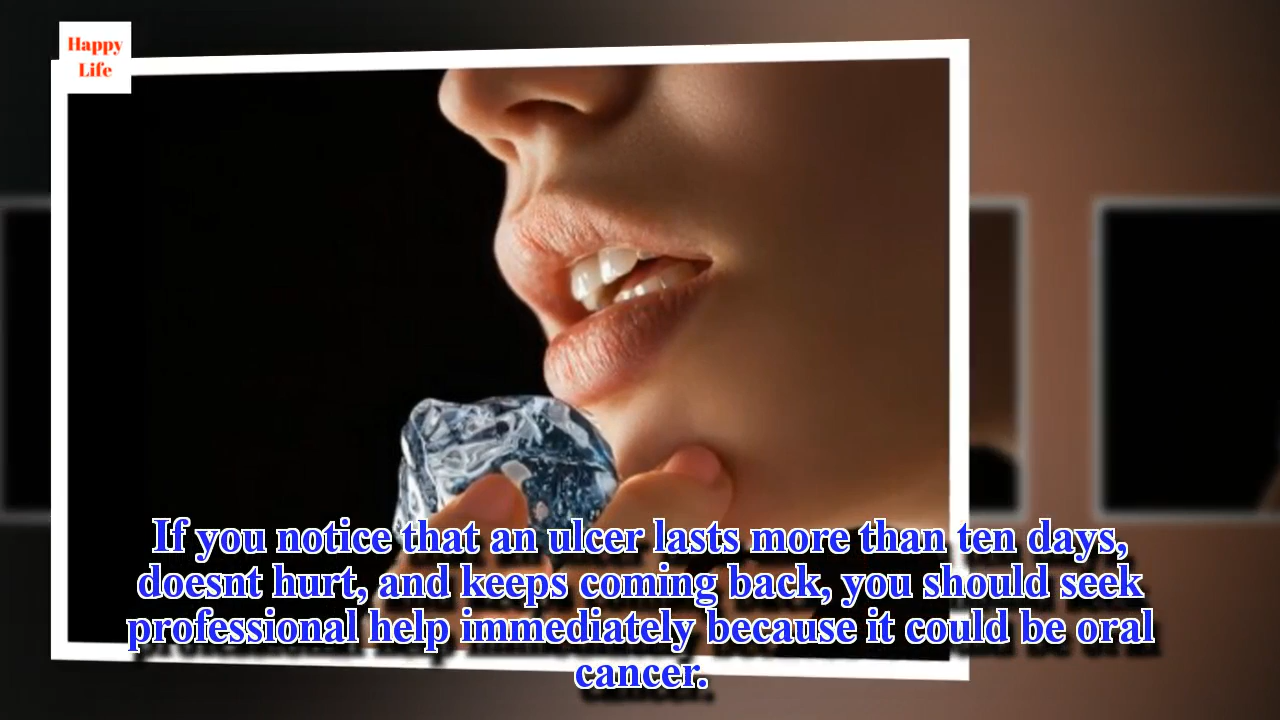 Happy
Life
If you notice that an ulcer lasts more than ten days,
doesnt hurt, and keeps coming back, you should seek
professional help immediately because it could be oral
cancer.